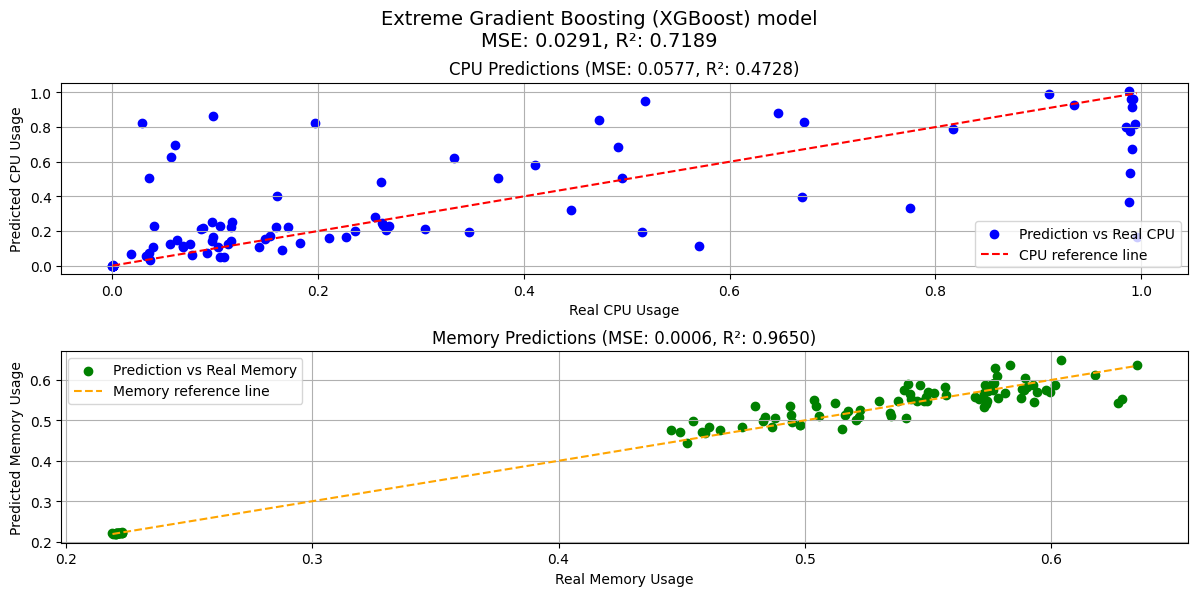 Extreme Gradient Boosting (XGBoost) model
MSE: 0.0291, R²: 0.7189
CPU Predictions (MSE: 0.0577, R²: 0.4728)
Predicted CPU Usage
1.0
0.8
0.6
0.4
0.2
0.0
Prediction vs Real CPU
CPU reference line
0.0 0.2 0.4 0.6 0.8 1.0
Real CPU Usage
Memory Predictions (MSE: 0.0006, R²: 0.9650)
Predicted Memory Usage
0.6
0.5
0.4
0.3
0.2
Prediction vs Real Memory
Memory reference line
0.2 0.3 0.4 0.5 0.6
Real Memory Usage